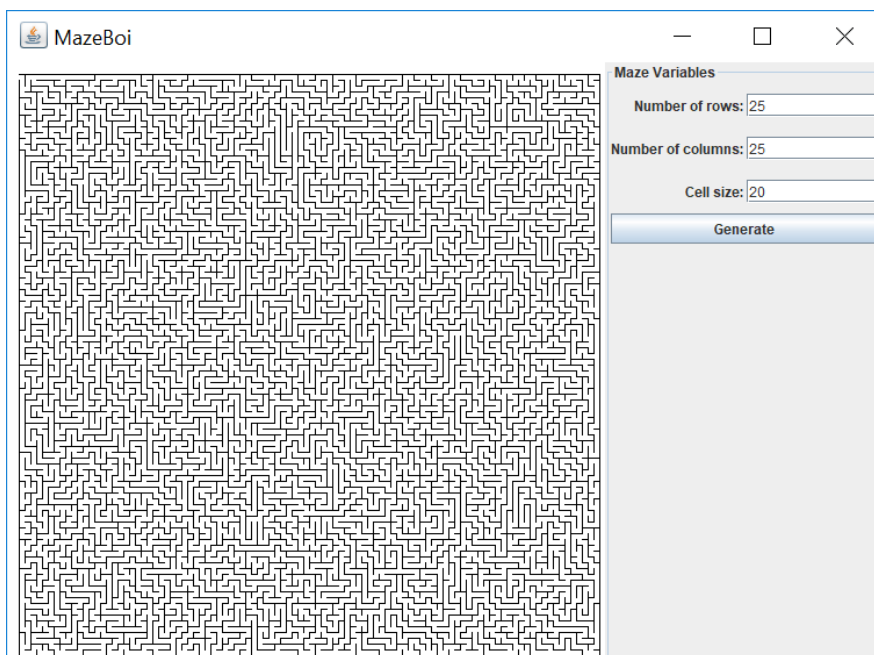 MazeBoi
Maze Variables
Number of rows: 25
Number of columns: 25
Cell size: 20
Generate